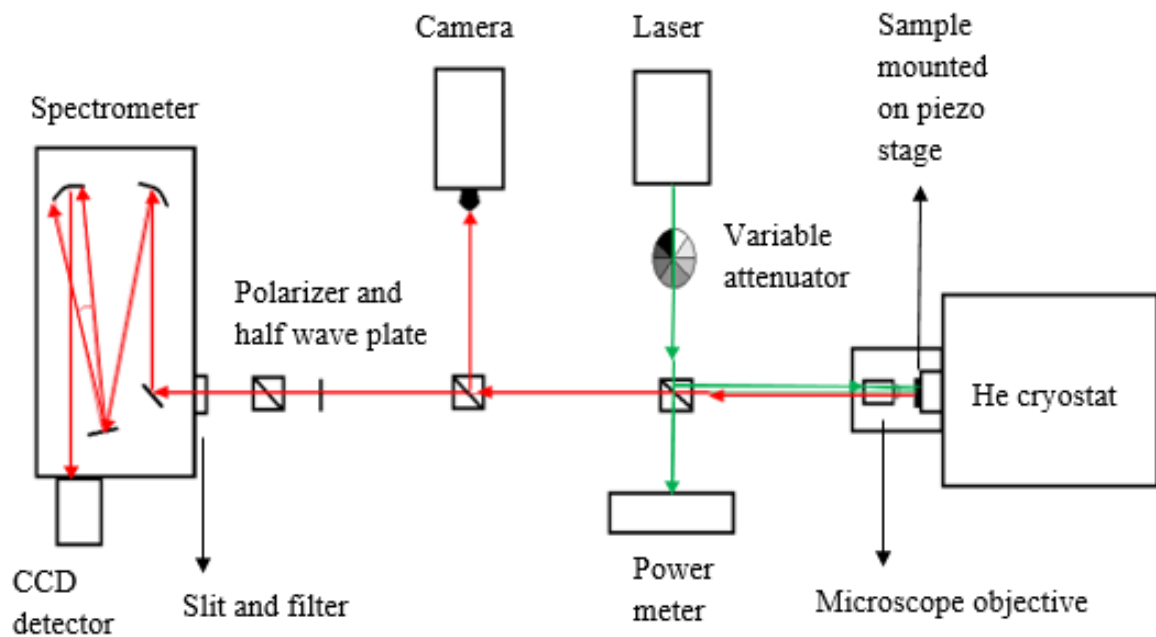 Camera
Laser
Sample
mounted
on piezo
stage
Spectrometer
Variable
attenuator
Polarizer and
half wave plate
He cryostat
CCD
detector
Slit and filter
Power
meter
Microscope objective